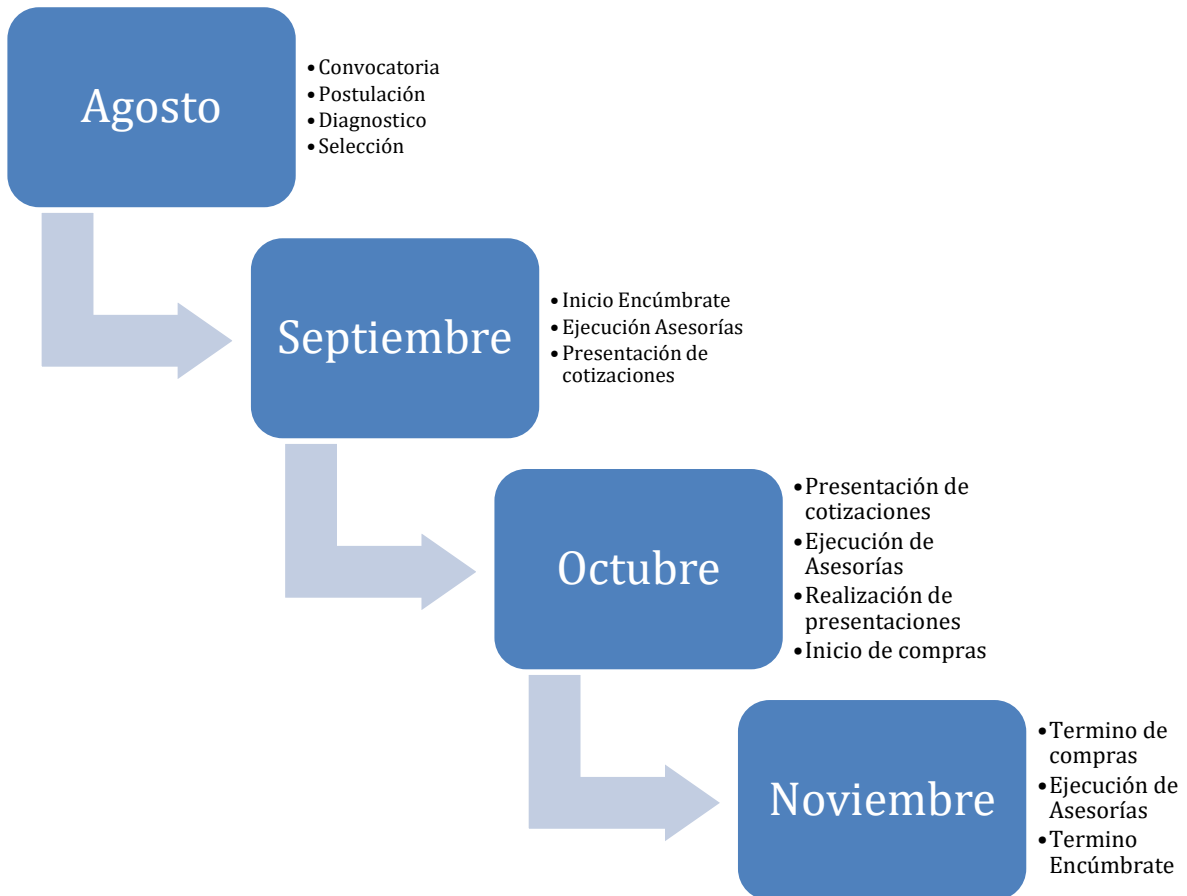 Agosto
•Convocatoria
•Postulación
•Diagnostico
•Selección
Septiembre
•Inicio Encúmbrate
•Ejecución Asesorías
•Presentación de
cotizaciones
Octubre
•Presentación de
cotizaciones
•Ejecución de
Asesorías
•Realización de
presentaciones
•Inicio de compras
Noviembre
•Termino de
compras
•Ejecución de
Asesorías
•Termino
Encúmbrate